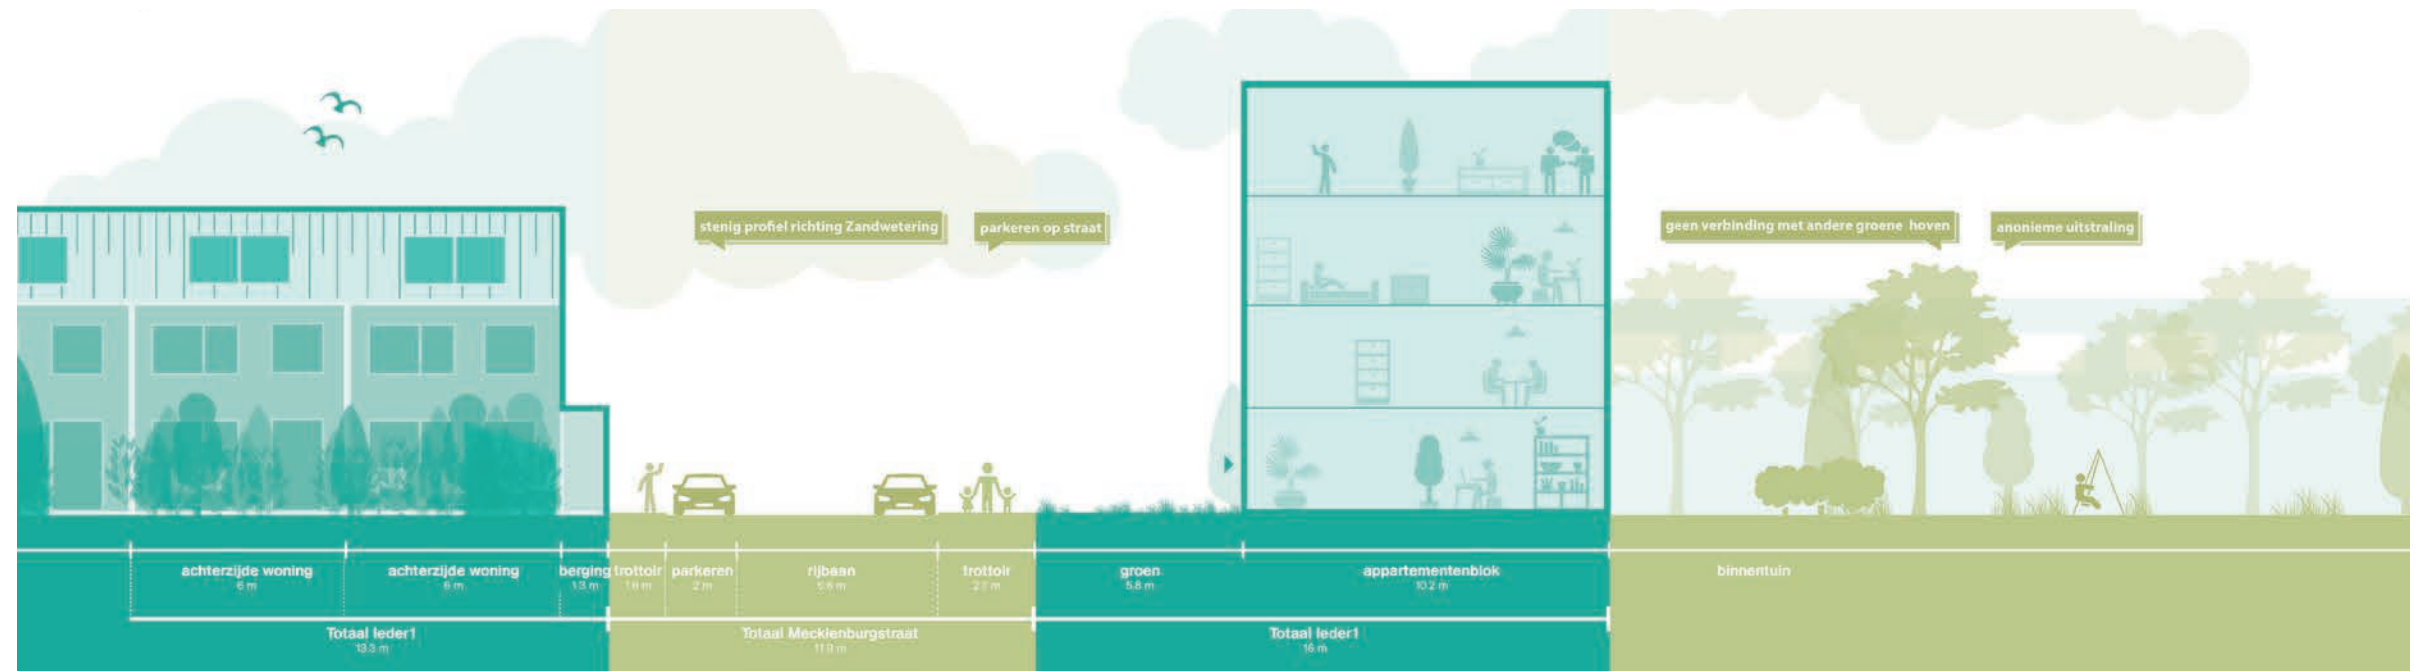 stenig profiel richting Zandwetering
parkeren op straat
geen verbinding met andere groene hoven
anonieme uitstraling
achterzijde woning
6 m
achterzijde woning
6 m
berging
1.3 m
trottoir
parkeren
2 m
rijbaan
trottoir
groen
5.8 m
appartementenblok
10.2 m
binnentuin
Totaal Ieder1
13.3 m
Totaal Mecklenburgstraat
11.9 m
Totaal Ieder1
16 m